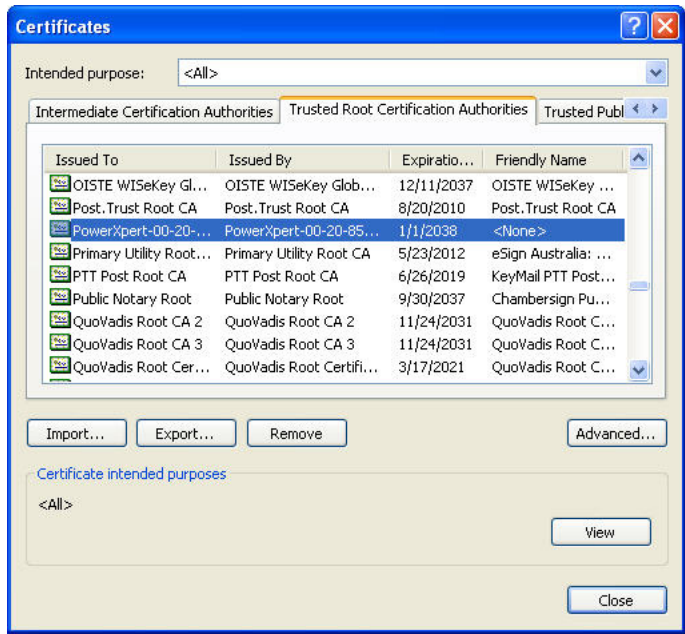 Certificates
Intended purpose: <All>
Intermediate Certification Authorities Trusted Root Certification Authorities Trusted Publ
Issued To Issued By Expiratio... Friendly Name
OISTE WISeKey Gl... OISTE WISeKey Glob... 12/11/2037 OISTE WISeKey ...
Post.Trust Root CA Post.Trust Root CA 8/20/2010 Post.Trust Root CA
PowerXpert-00-20-... PowerXpert-00-20-85... 1/1/2038 <None>
Primary Utility Root... Primary Utility Root CA 5/23/2012 eSign Australia: ...
PTT Post Root CA PTT Post Root CA 6/26/2019 KeyMail PTT Post...
Public Notary Root Public Notary Root 9/30/2037 Chambersign Pu...
QuoVadis Root CA 2 QuoVadis Root CA 2 11/24/2031 QuoVadis Root C...
QuoVadis Root CA 3 QuoVadis Root CA 3 11/24/2031 QuoVadis Root C...
QuoVadis Root Cer... QuoVadis Root Certifi... 3/17/2021 QuoVadis Root C...
Import... Export... Remove Advanced...
Certificate intended purposes
<All>
View
Close